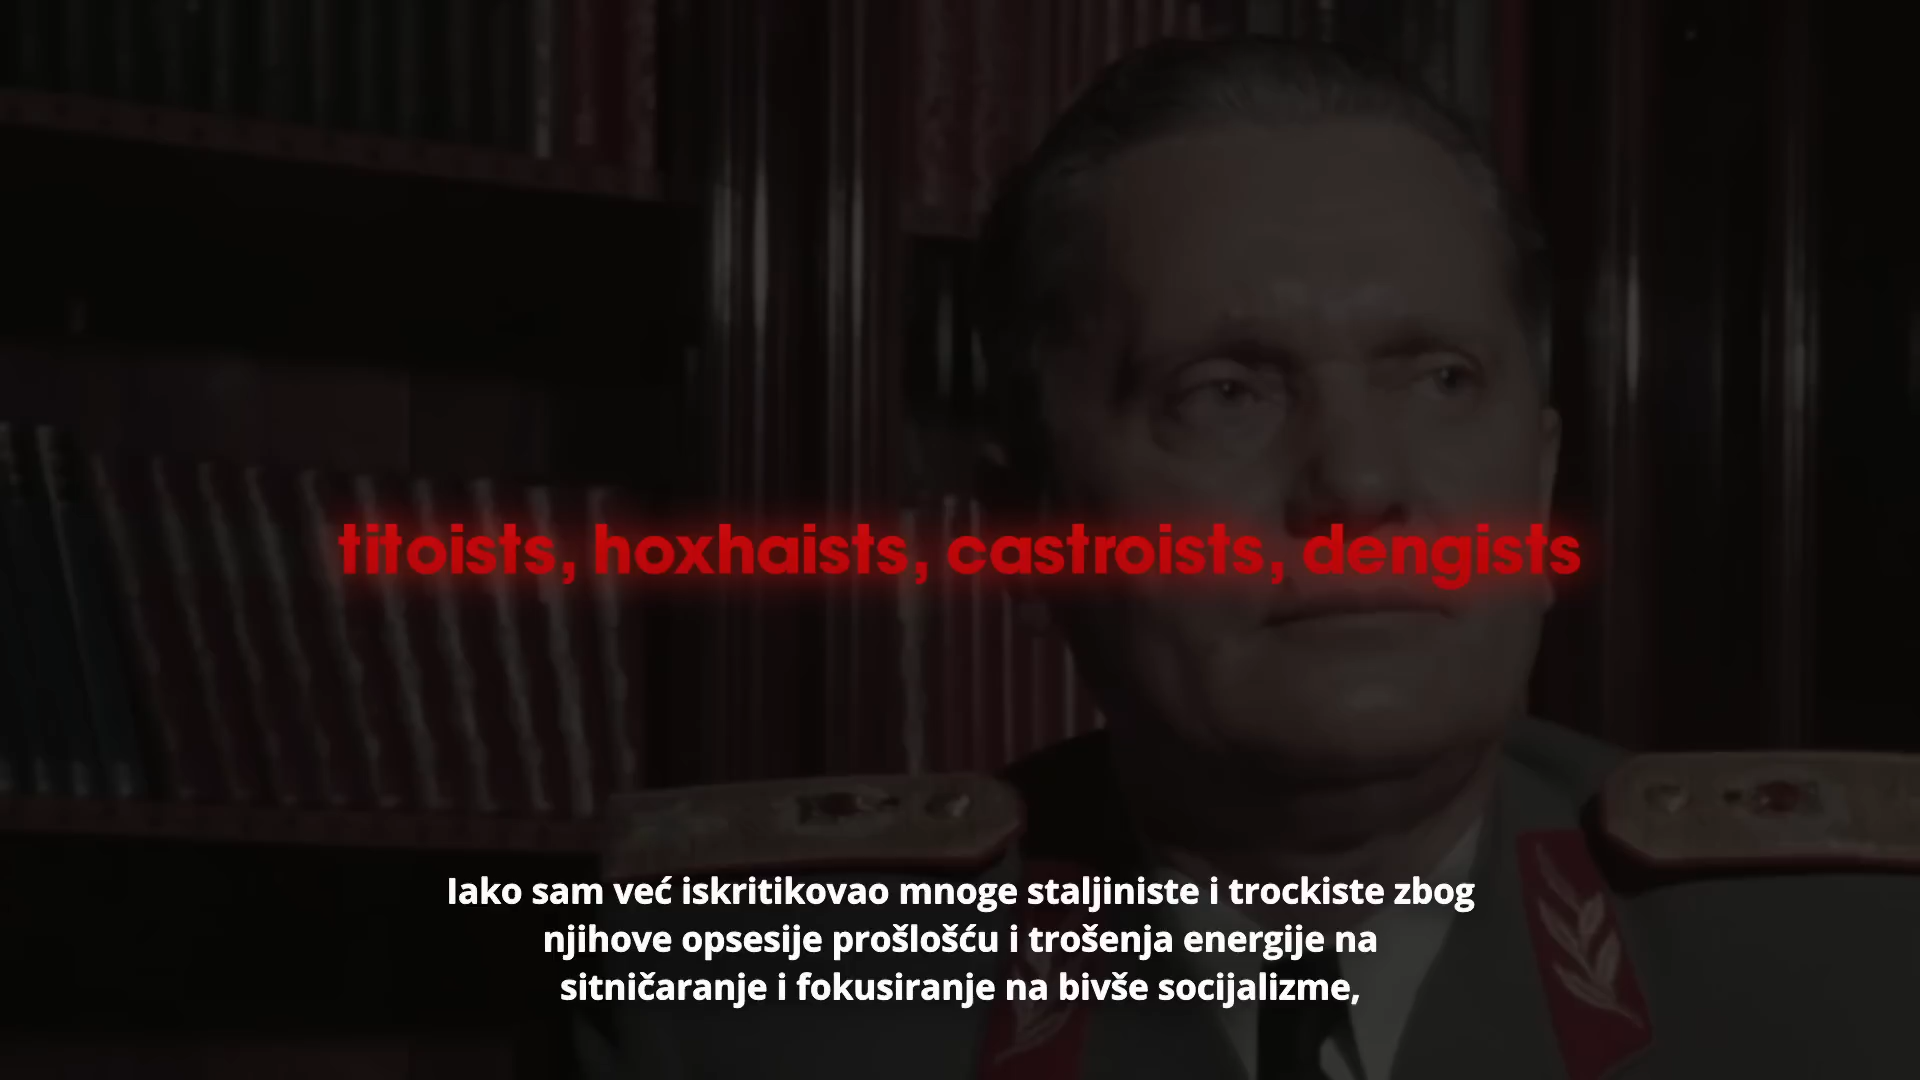 titoists, hoxhaists, castroists, dengists
Iako sam već iskritikovao mnoge staljiniste i trockiste zbog
njihove opsesije prošlošću i trošenja energije na
sitničaranje i fokusiranje na bivše socijalizme,